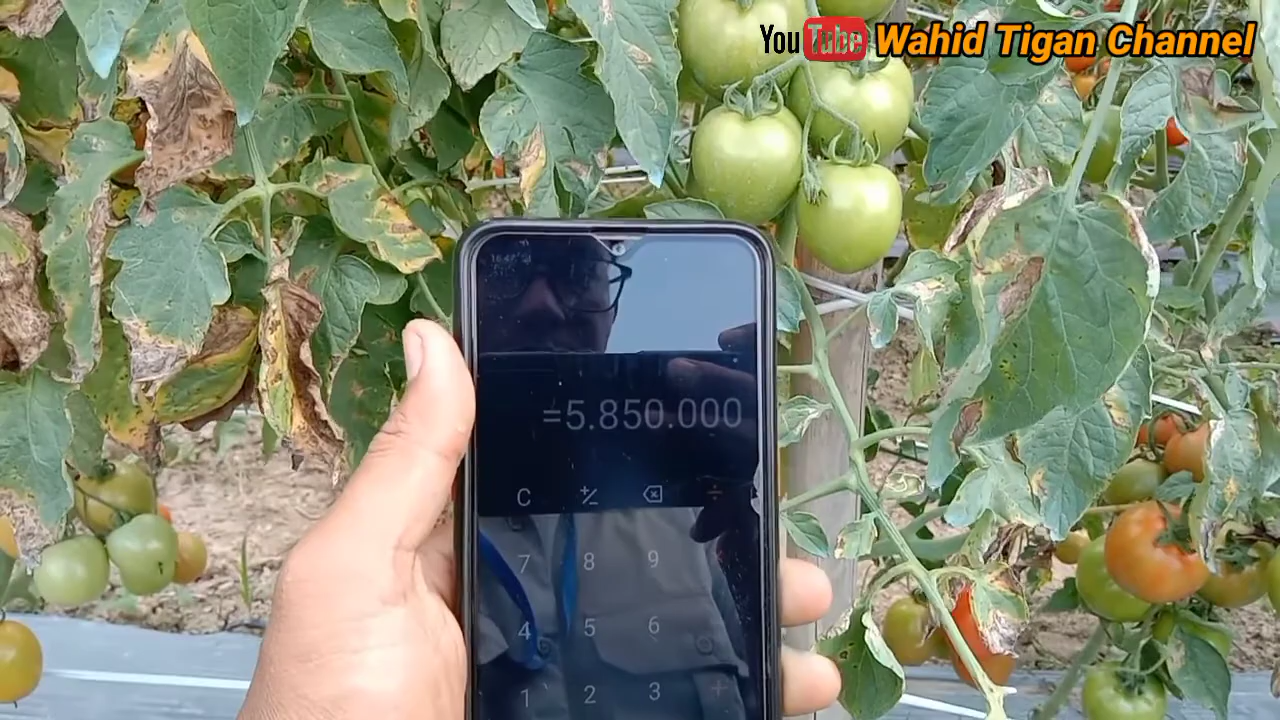 YouTube Wahid Tigan Channel
=5.850.000
C +/- ÷
7 8 9
4 5 6
1 2 3 +